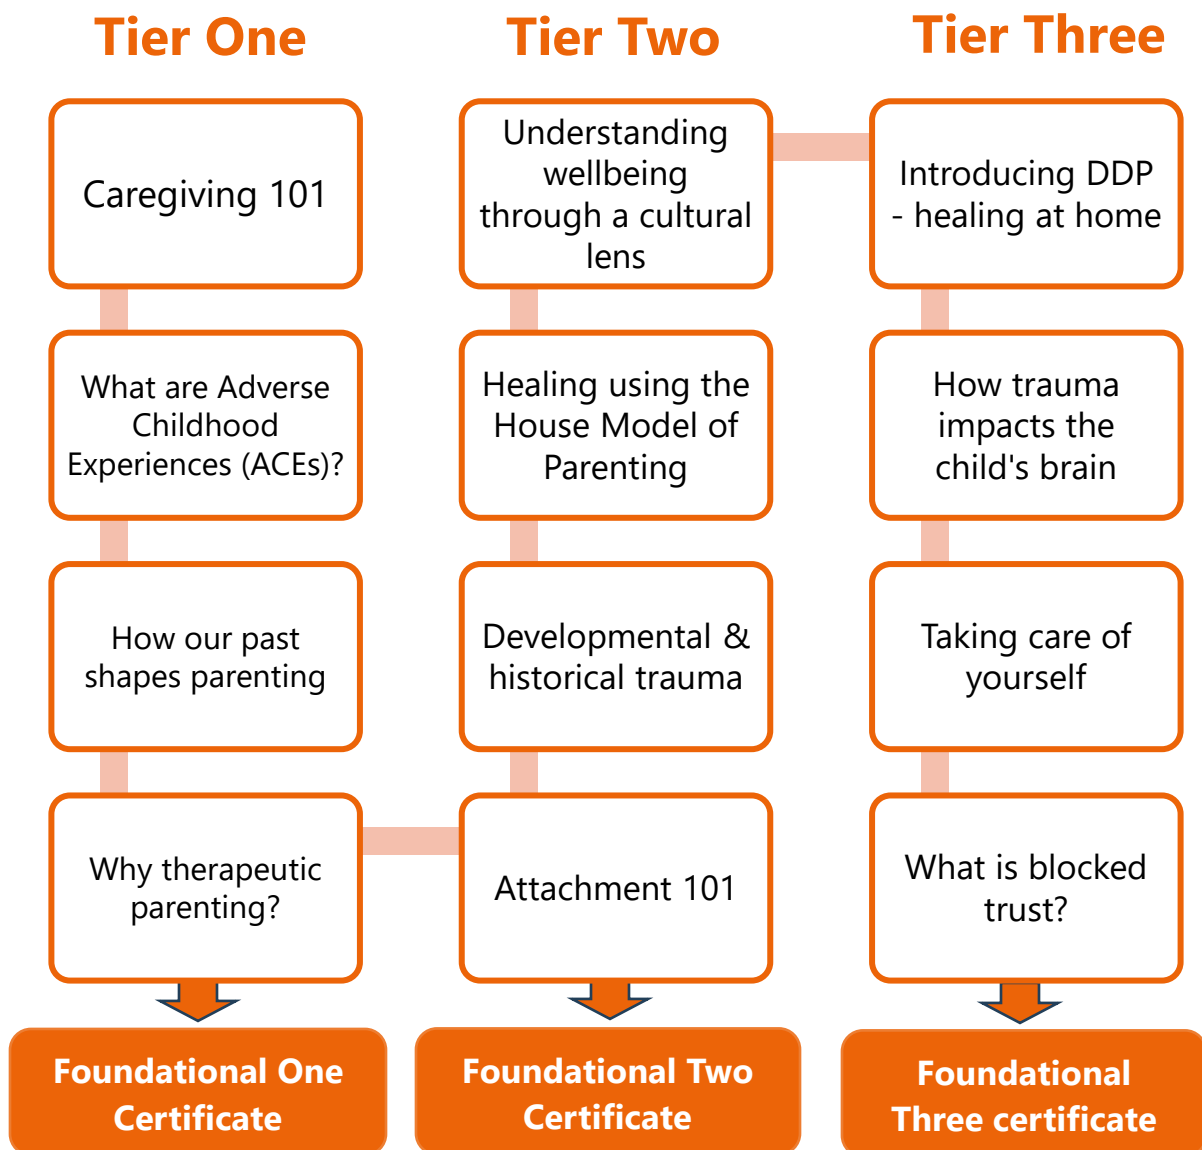 Tier One
Caregiving 101
What are Adverse
Childhood
Experiences (ACEs)?
How our past
shapes parenting
Why therapeutic
parenting?
Foundational One
Certificate
Tier Two
Understanding
wellbeing
through a cultural
lens
Healing using the
House Model of
Parenting
Developmental &
historical trauma
Attachment 101
Foundational Two
Certificate
Tier Three
Introducing DDP
- healing at home
How trauma
impacts the
child's brain
Taking care of
yourself
What is blocked
trust?
Foundational
Three certificate